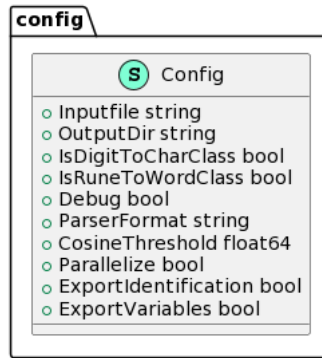 config
S Config
Inputfile string
OutputDir string
IsDigitToCharClass bool
IsRuneToWordClass bool
Debug bool
ParserFormat string
CosineThreshold float64
Parallelize bool
ExportIdentification bool
ExportVariables bool